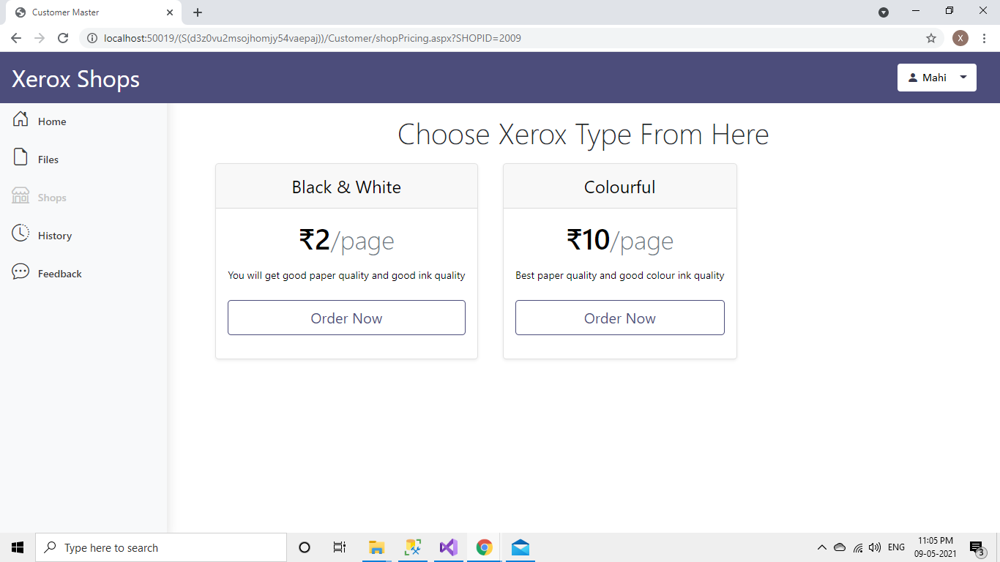 Customer Master
localhost:50019/(S(d3z0vu2msojhomjy54vaepaj))/Customer/shopPricing.aspx?SHOPID=2009
X
Xerox Shops
Mahi
Home
Files
Shops
History
Feedback
Choose Xerox Type From Here
Black & White
₹2/page
You will get good paper quality and good ink quality
Order Now
Colourful
₹10/page
Best paper quality and good colour ink quality
Order Now
Type here to search
ENG
11:05 PM
09-05-2021
3